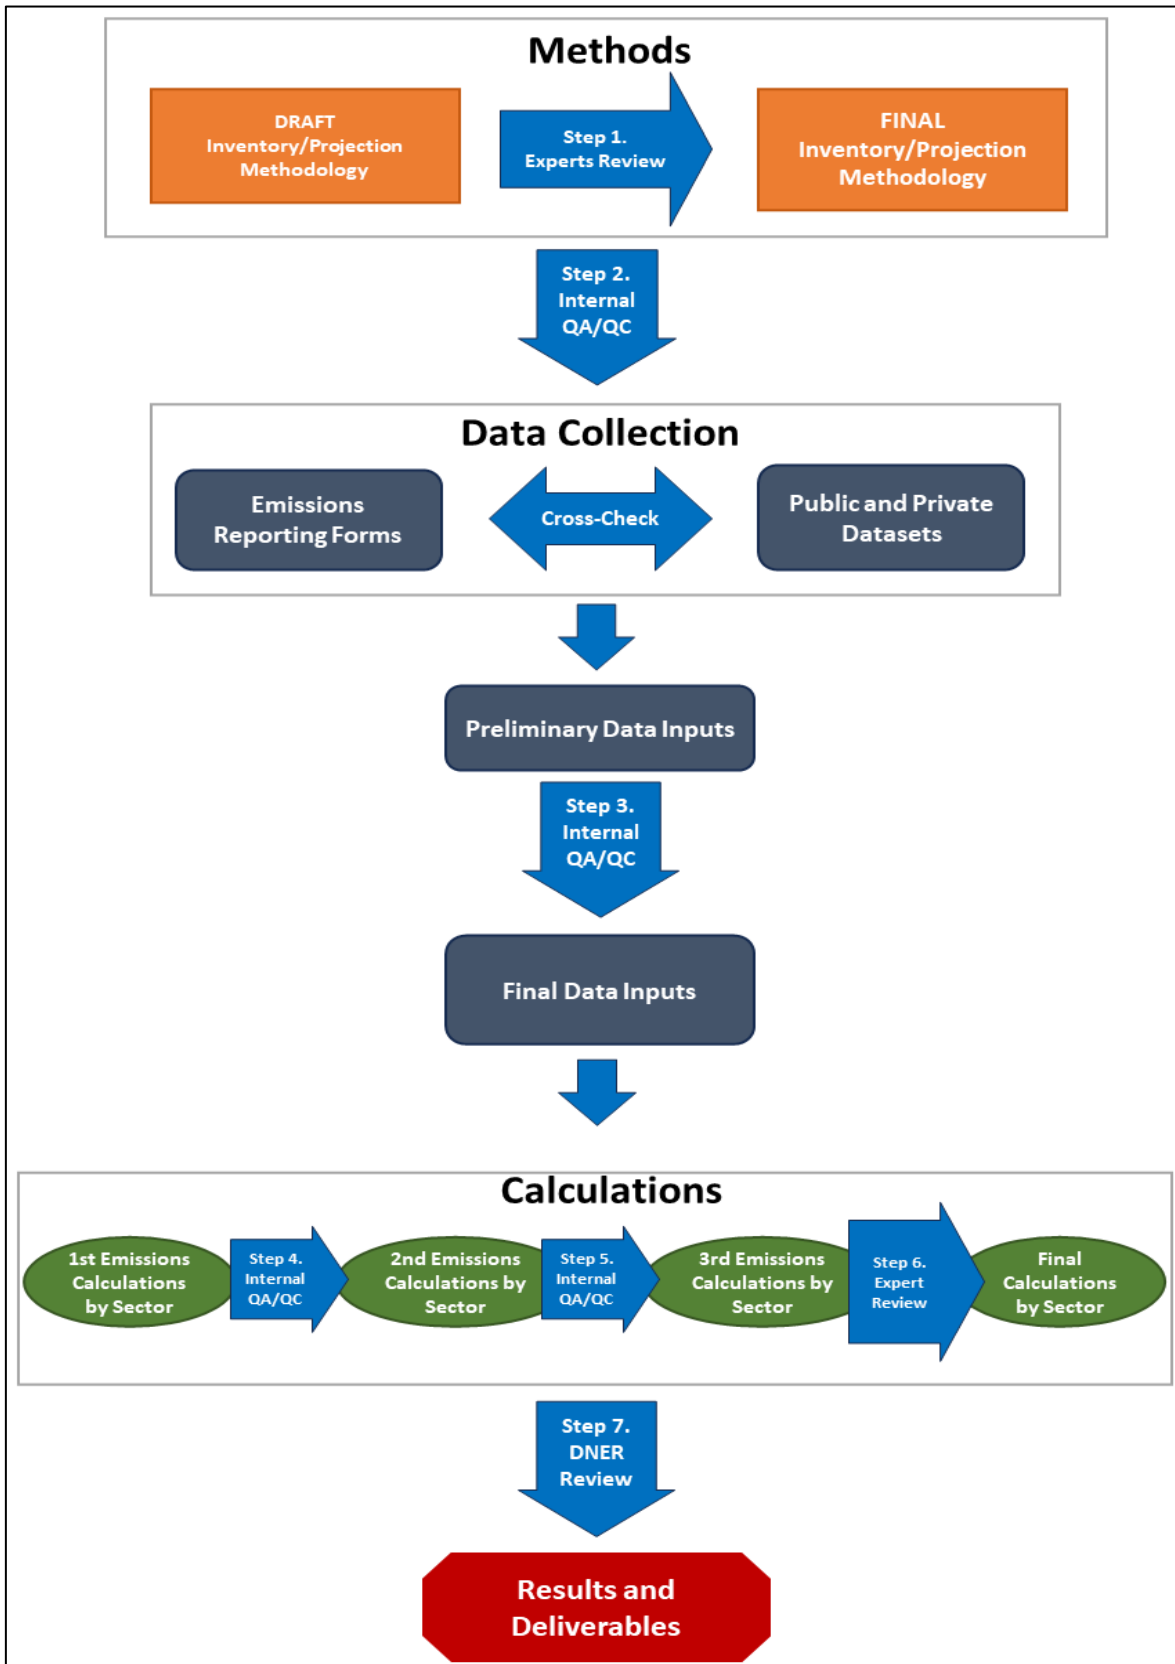 Methods
DRAFT
Inventory/Projection
Methodology
Step 1.
Experts Review
FINAL
Inventory/Projection
Methodology
Step 2.
Internal
QA/QC
Data Collection
Emissions
Reporting Forms
Cross-Check
Public and Private
Datasets
Preliminary Data Inputs
Step 3.
Internal
QA/QC
Final Data Inputs
Calculations
1st Emissions
Calculations
by Sector
Step 4.
Internal
QA/QC
2nd Emissions
Calculations by
Sector
Step 5.
Internal
QA/QC
3rd Emissions
Calculations by
Sector
Step 6.
Expert
Review
Final
Calculations
by Sector
Step 7.
DNER
Review
Results and
Deliverables